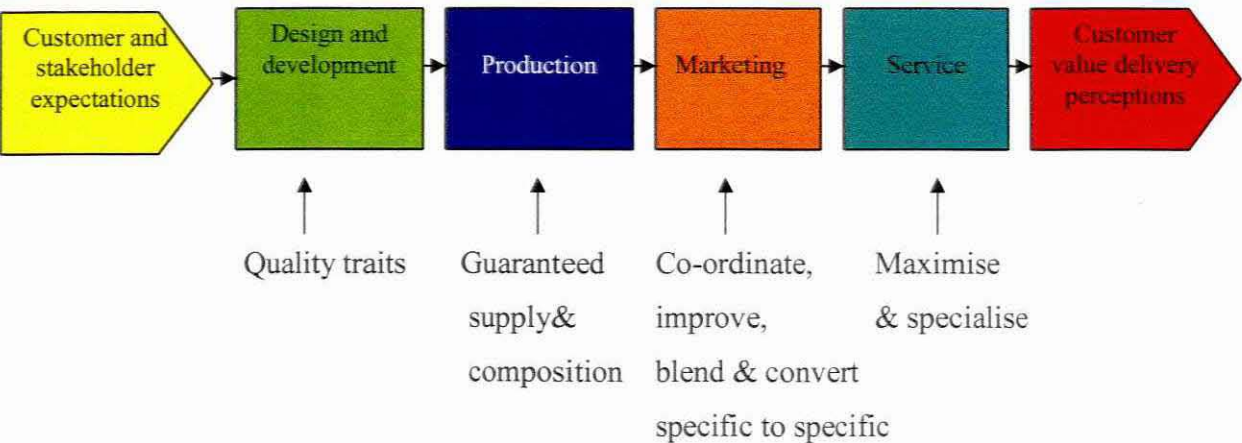 Customer and
stakeholder
expectations
Design and
development
Production
Marketing
Service
Customer
value delivery
perceptions
Quality traits
Guaranteed
supply&
composition
Co-ordinate,
improve,
blend & convert
specific to specific
Maximise
& specialise